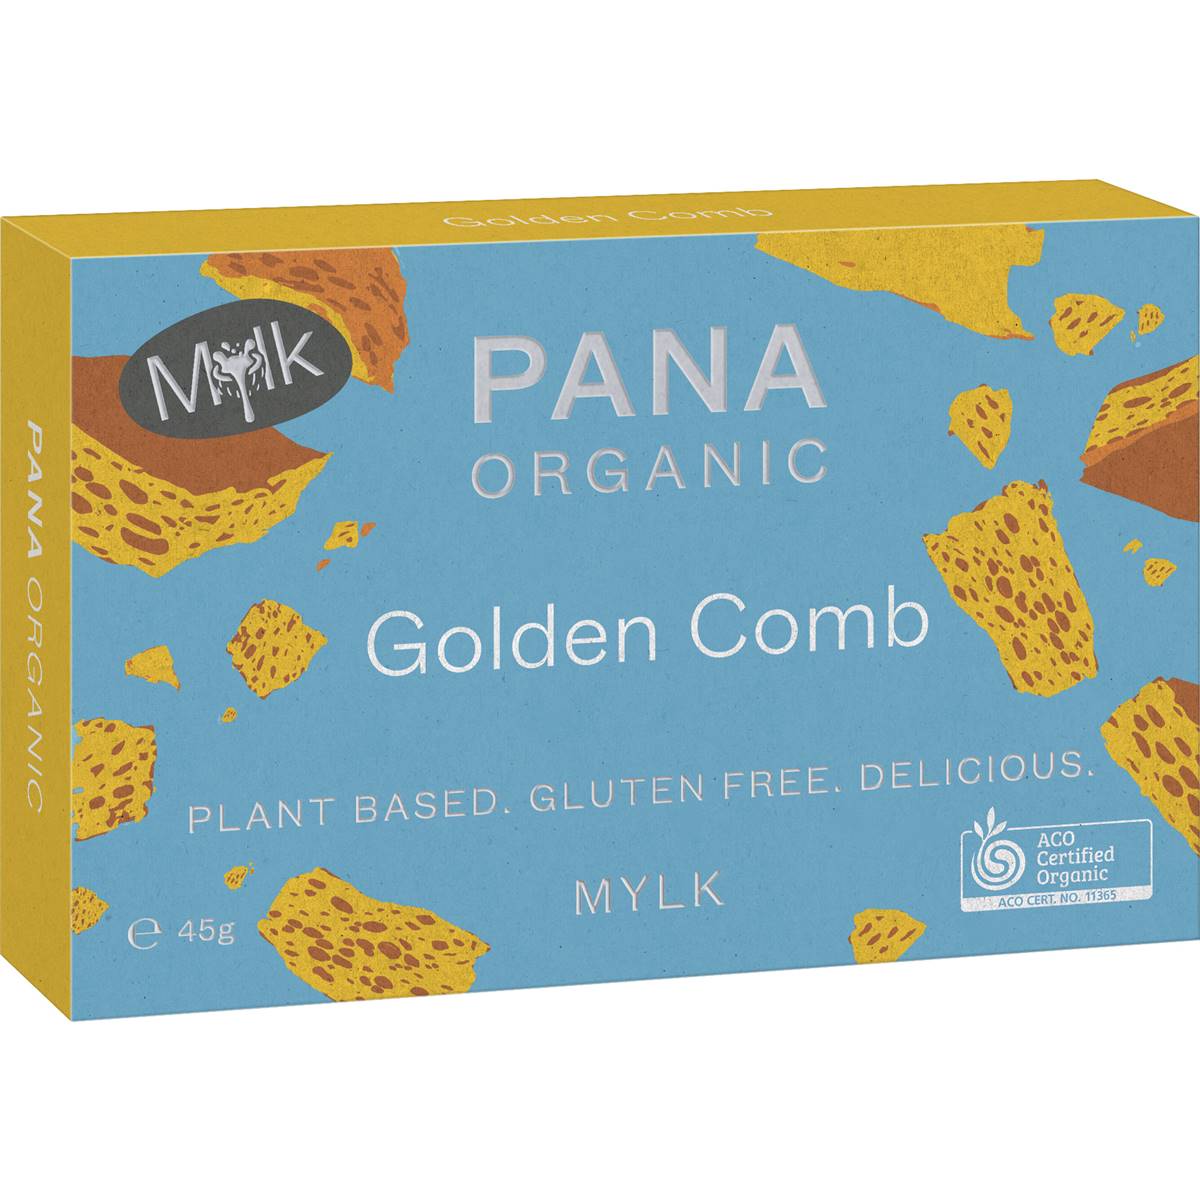 Golden Comb
Mylk
PANA
ORGANIC
Golden Comb
PLANT BASED. GLUTEN FREE. DELICIOUS.
MYLK
e 45g
ACO
Certified
Organic
ACO CERT. NO. 11365
PANA ORGANIC